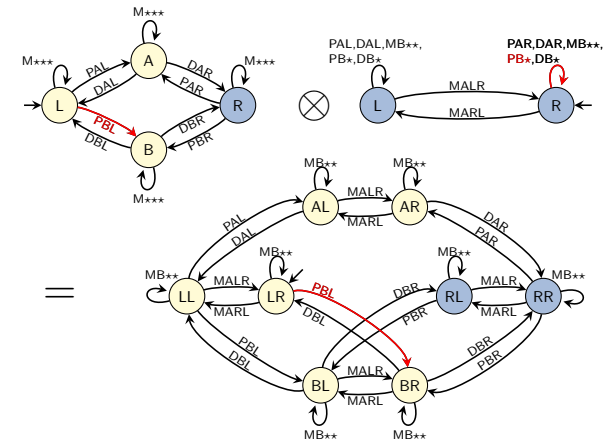 M⋆⋆⋆
M⋆⋆⋆
M⋆⋆⋆
PAL
DAL
DAR
PAR
A
L
R
B
PBL
DBL
DBR
PBR
M⋆⋆⋆
⊗
PAL,DAL,MB⋆⋆,
PB⋆,DB⋆
PAR,DAR,MB⋆⋆,
PB⋆,DB⋆
L
MALR
MARL
R
=
MB⋆⋆
MB⋆⋆
AL
MALR
MARL
AR
PAL
DAL
DAR
PAR
MB⋆⋆
MB⋆⋆
MB⋆⋆
MB⋆⋆
LL
MALR
MARL
LR
PBL
DBR
RL
MALR
MARL
RR
DBL
PBR
PBL
DBL
DBR
PBR
BL
MALR
MARL
BR
MB⋆⋆
MB⋆⋆